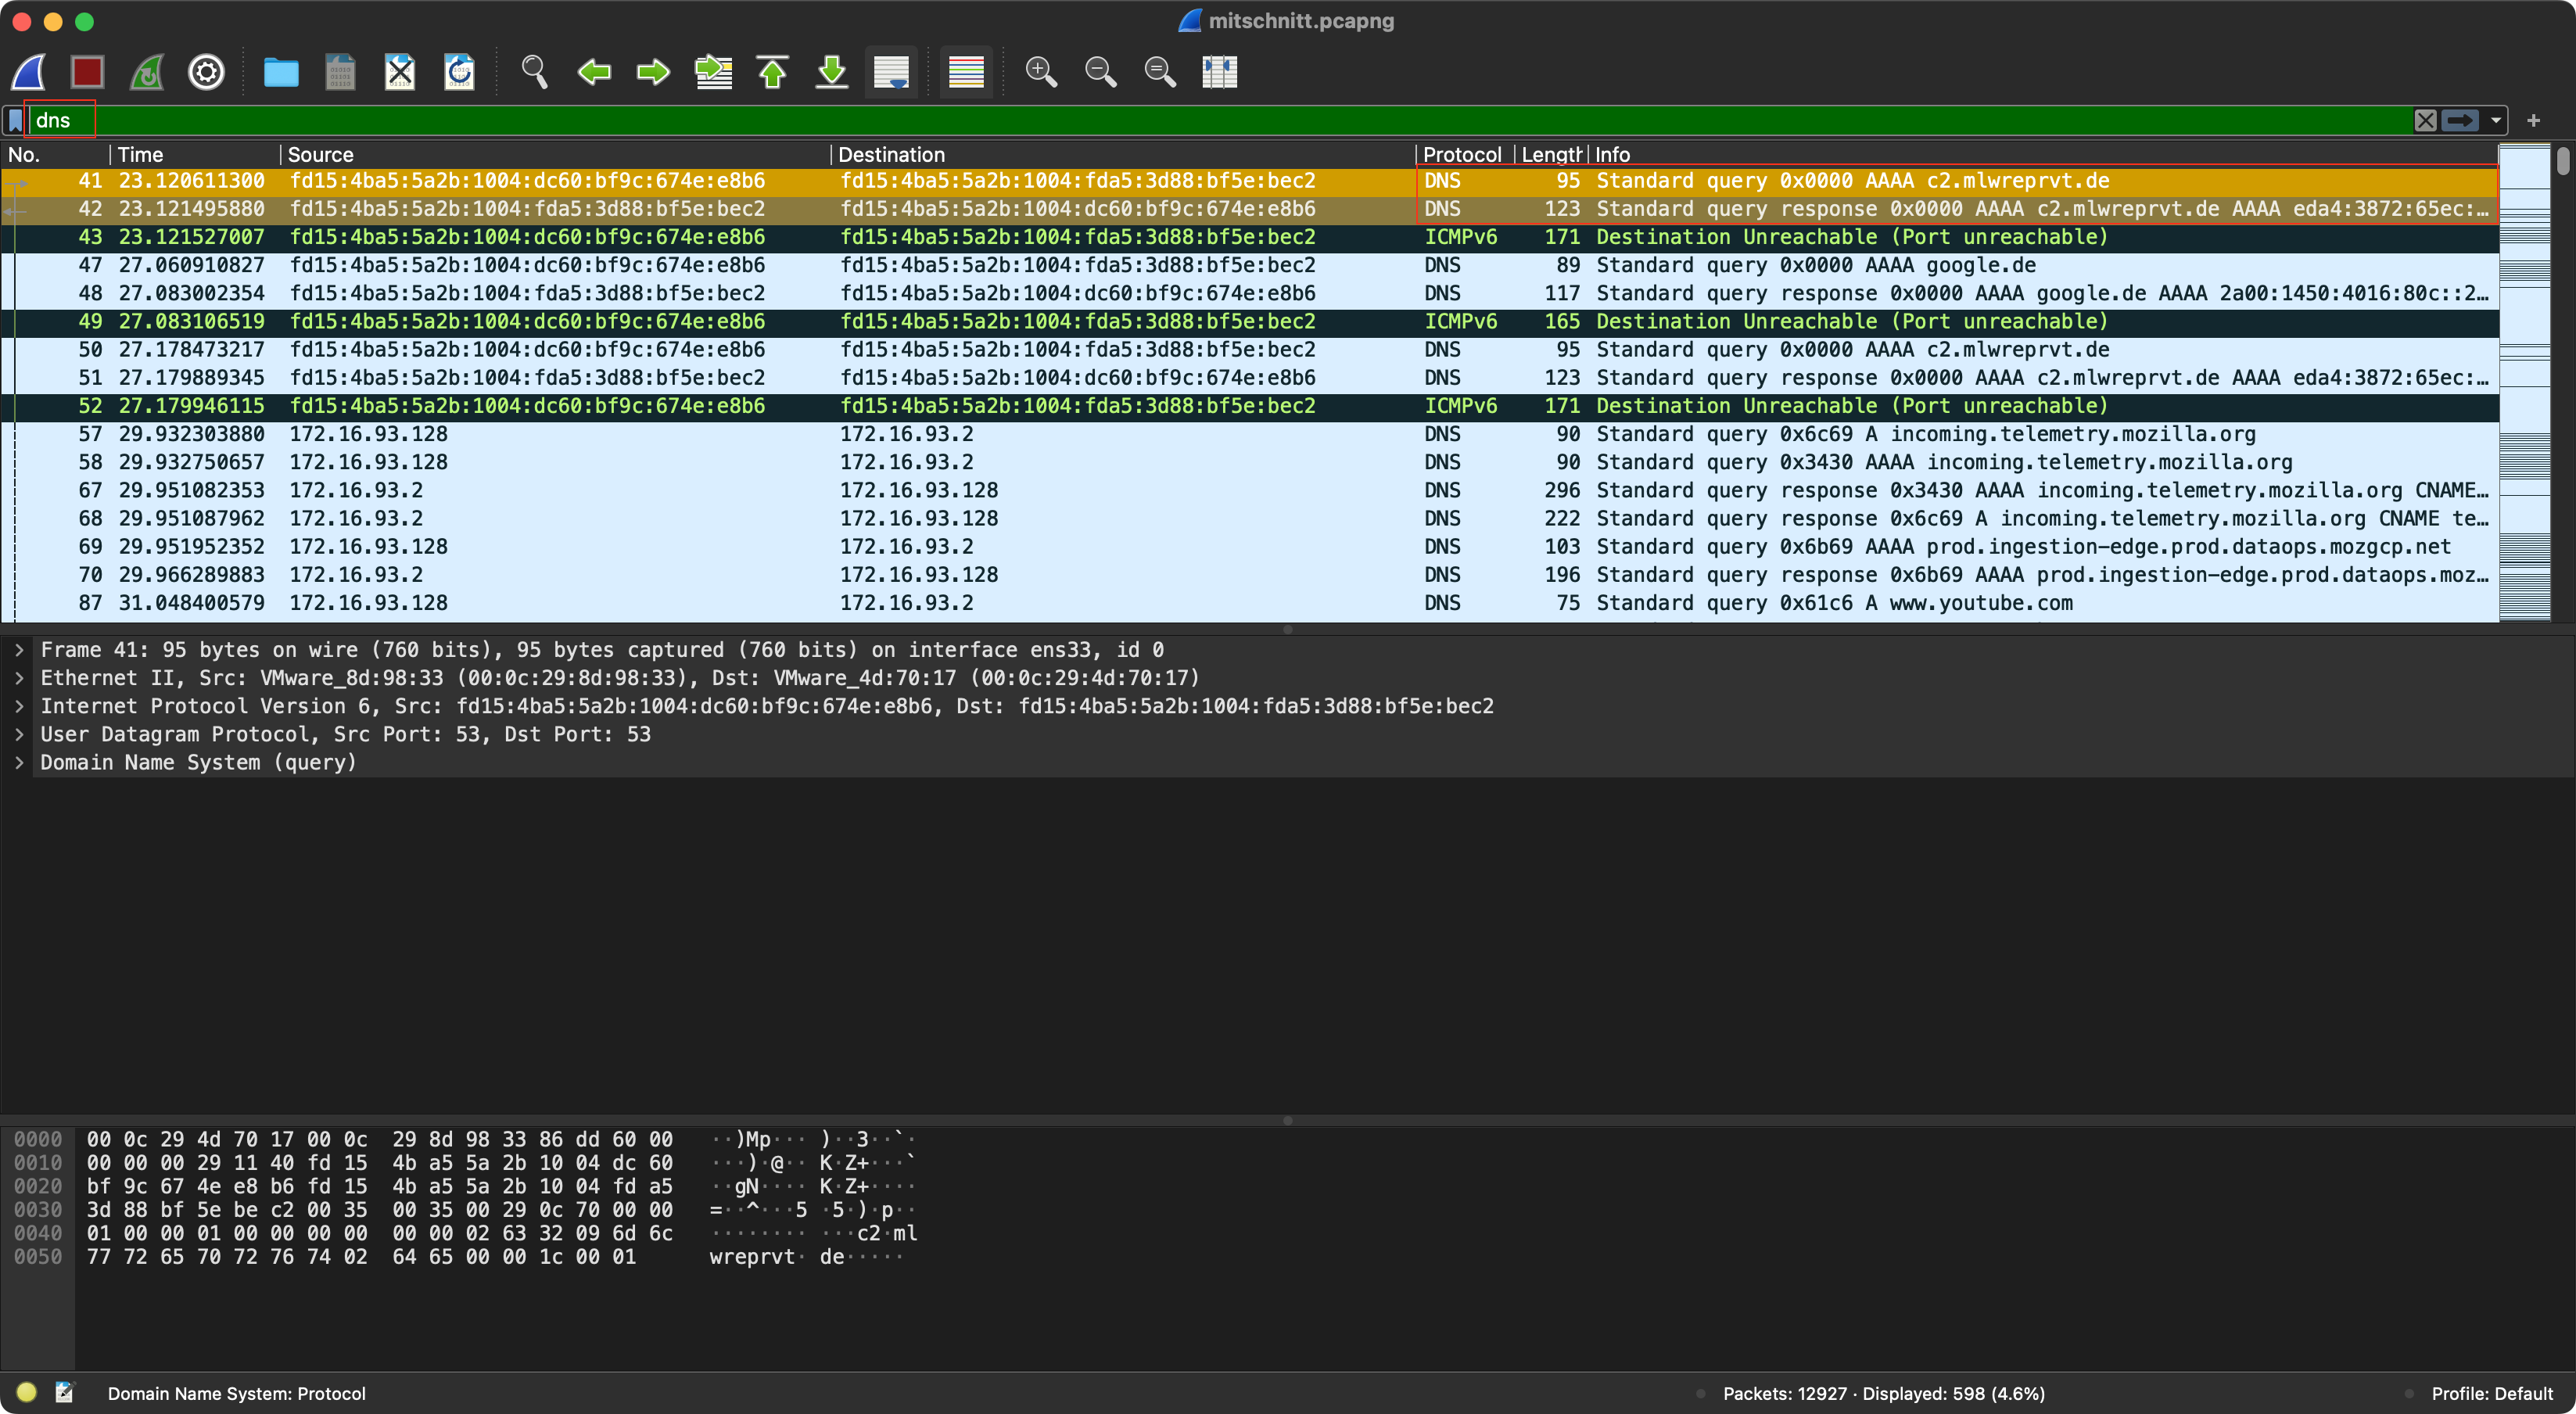 mitschnitt.pcapng
dns
No. Time Source Destination Protocol Length Info
41 23.120611300 fd15:4ba5:5a2b:1004:dc60:bf9c:674e:e8b6 fd15:4ba5:5a2b:1004:fda5:3d88:bf5e:bec2 DNS 95 Standard query 0x0000 AAAA c2.mlwreprvt.de
42 23.121495880 fd15:4ba5:5a2b:1004:fda5:3d88:bf5e:bec2 fd15:4ba5:5a2b:1004:dc60:bf9c:674e:e8b6 DNS 123 Standard query response 0x0000 AAAA c2.mlwreprvt.de AAAA eda4:3872:65ec:…
43 23.121527007 fd15:4ba5:5a2b:1004:dc60:bf9c:674e:e8b6 fd15:4ba5:5a2b:1004:fda5:3d88:bf5e:bec2 ICMPv6 171 Destination Unreachable (Port unreachable)
47 27.060910827 fd15:4ba5:5a2b:1004:dc60:bf9c:674e:e8b6 fd15:4ba5:5a2b:1004:fda5:3d88:bf5e:bec2 DNS 89 Standard query 0x0000 AAAA google.de
48 27.083002354 fd15:4ba5:5a2b:1004:fda5:3d88:bf5e:bec2 fd15:4ba5:5a2b:1004:dc60:bf9c:674e:e8b6 DNS 117 Standard query response 0x0000 AAAA google.de AAAA 2a00:1450:4016:80c::2…
49 27.083106519 fd15:4ba5:5a2b:1004:dc60:bf9c:674e:e8b6 fd15:4ba5:5a2b:1004:fda5:3d88:bf5e:bec2 ICMPv6 165 Destination Unreachable (Port unreachable)
50 27.178473217 fd15:4ba5:5a2b:1004:dc60:bf9c:674e:e8b6 fd15:4ba5:5a2b:1004:fda5:3d88:bf5e:bec2 DNS 95 Standard query 0x0000 AAAA c2.mlwreprvt.de
51 27.179889345 fd15:4ba5:5a2b:1004:fda5:3d88:bf5e:bec2 fd15:4ba5:5a2b:1004:dc60:bf9c:674e:e8b6 DNS 123 Standard query response 0x0000 AAAA c2.mlwreprvt.de AAAA eda4:3872:65ec:…
52 27.179946115 fd15:4ba5:5a2b:1004:dc60:bf9c:674e:e8b6 fd15:4ba5:5a2b:1004:fda5:3d88:bf5e:bec2 ICMPv6 171 Destination Unreachable (Port unreachable)
57 29.932303880 172.16.93.128 172.16.93.2 DNS 90 Standard query 0x6c69 A incoming.telemetry.mozilla.org
58 29.932750657 172.16.93.128 172.16.93.2 DNS 90 Standard query 0x3430 AAAA incoming.telemetry.mozilla.org
67 29.951082353 172.16.93.2 172.16.93.128 DNS 296 Standard query response 0x3430 AAAA incoming.telemetry.mozilla.org CNAME…
68 29.951087962 172.16.93.2 172.16.93.128 DNS 222 Standard query response 0x6c69 A incoming.telemetry.mozilla.org CNAME te…
69 29.951952352 172.16.93.128 172.16.93.2 DNS 103 Standard query 0x6b69 AAAA prod.ingestion-edge.prod.dataops.mozgcp.net
70 29.966289883 172.16.93.2 172.16.93.128 DNS 196 Standard query response 0x6b69 AAAA prod.ingestion-edge.prod.dataops.moz…
87 31.048400579 172.16.93.128 172.16.93.2 DNS 75 Standard query 0x61c6 A www.youtube.com
Frame 41: 95 bytes on wire (760 bits), 95 bytes captured (760 bits) on interface ens33, id 0
Ethernet II, Src: VMware_8d:98:33 (00:0c:29:8d:98:33), Dst: VMware_4d:70:17 (00:0c:29:4d:70:17)
Internet Protocol Version 6, Src: fd15:4ba5:5a2b:1004:dc60:bf9c:674e:e8b6, Dst: fd15:4ba5:5a2b:1004:fda5:3d88:bf5e:bec2
User Datagram Protocol, Src Port: 53, Dst Port: 53
Domain Name System (query)
0000 00 0c 29 4d 70 17 00 0c 29 8d 98 33 86 dd 60 00 ··)Mp··· )··3··`·
0010 00 00 00 29 11 40 fd 15 4b a5 5a 2b 10 04 dc 60 ···)·@·· K·Z+···`
0020 bf 9c 67 4e e8 b6 fd 15 4b a5 5a 2b 10 04 fd a5 ··gN···· K·Z+····
0030 3d 88 bf 5e be c2 00 35 00 35 00 29 0c 70 00 00 =··^···5 ·5·)·p··
0040 01 00 00 01 00 00 00 00 00 00 02 63 32 09 6d 6c ········ ···c2·ml
0050 77 72 65 70 72 76 74 02 64 65 00 00 1c 00 01 wreprvt· de·····
Domain Name System: Protocol
Packets: 12927 · Displayed: 598 (4.6%)
Profile: Default